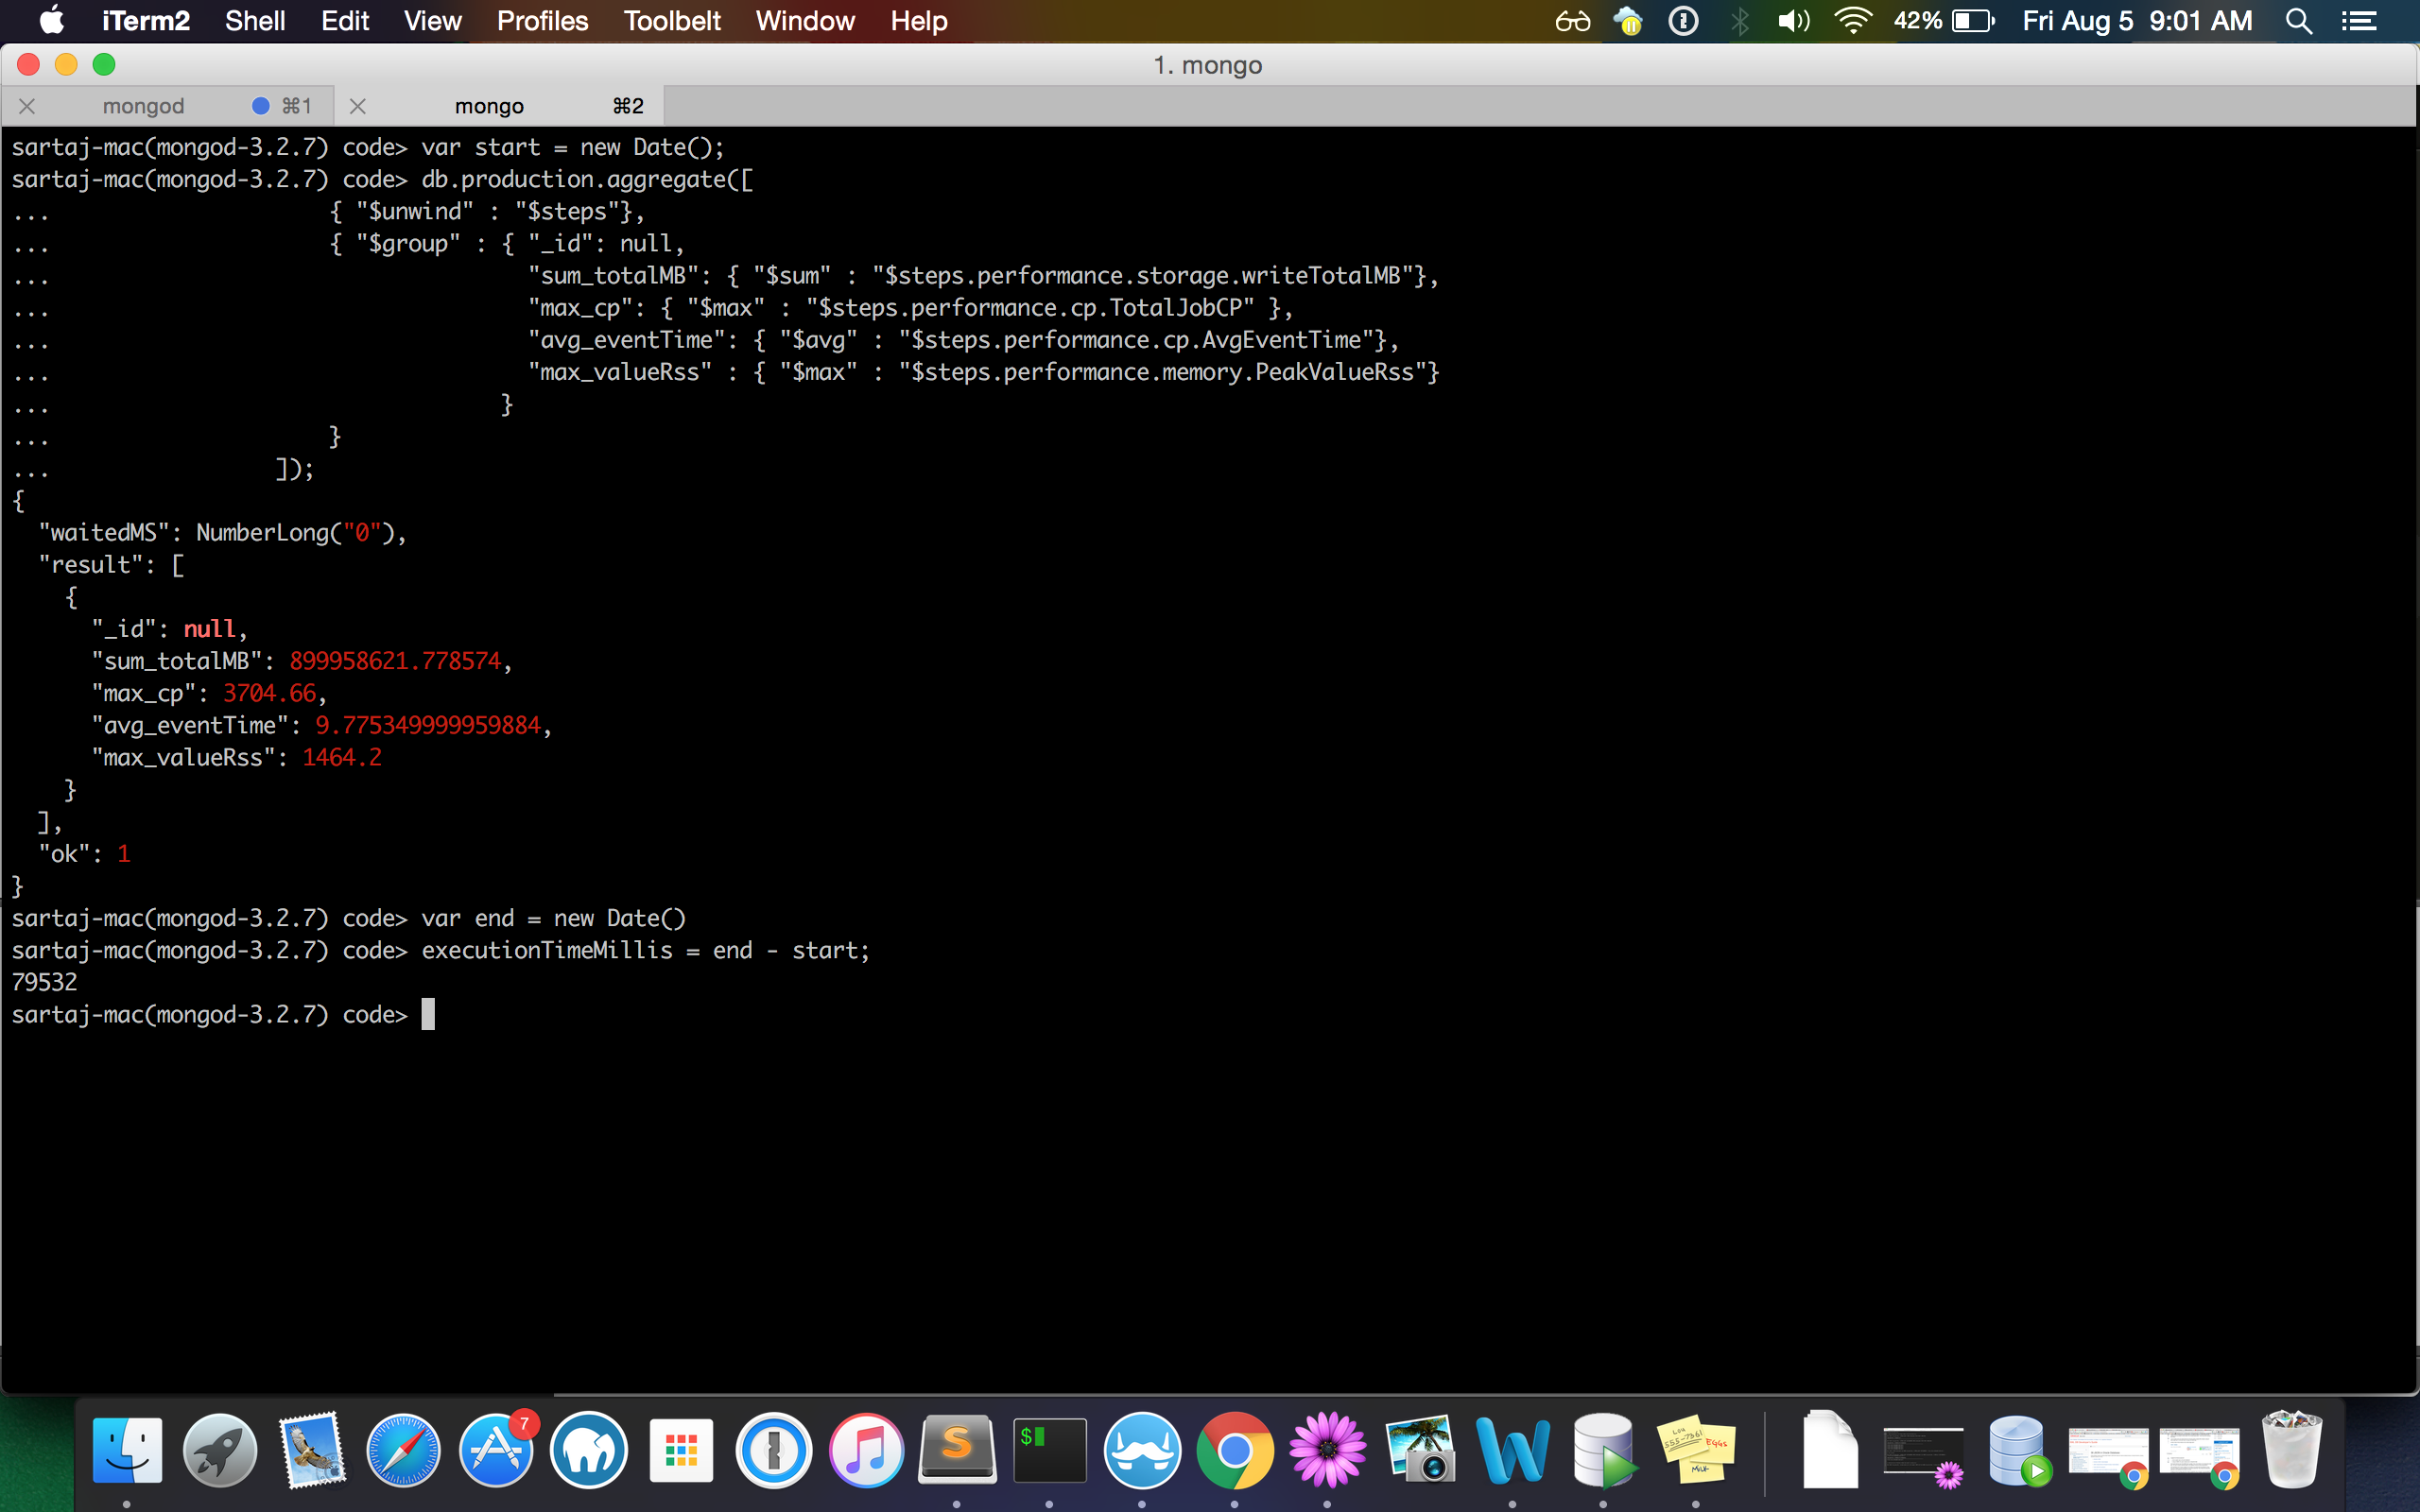 iTerm2 Shell Edit View Profiles Toolbelt Window Help 42% Fri Aug 5 9:01 AM
1. mongo
mongod ⌘1 mongo ⌘2
sartaj-mac(mongod-3.2.7) code> var start = new Date();
sartaj-mac(mongod-3.2.7) code> db.production.aggregate([
... { "$unwind" : "$steps"},
... { "$group" : { "_id": null,
... "sum_totalMB": { "$sum" : "$steps.performance.storage.writeTotalMB"},
... "max_cp": { "$max" : "$steps.performance.cp.TotalJobCP" },
... "avg_eventTime": { "$avg" : "$steps.performance.cp.AvgEventTime"},
... "max_valueRss" : { "$max" : "$steps.performance.memory.PeakValueRss"}
... }
... }
... ]);
{
"waitedMS": NumberLong("0"),
"result": [
{
"_id": null,
"sum_totalMB": 899958621.778574,
"max_cp": 3704.66,
"avg_eventTime": 9.775349999959884,
"max_valueRss": 1464.2
}
],
"ok": 1
}
sartaj-mac(mongod-3.2.7) code> var end = new Date()
sartaj-mac(mongod-3.2.7) code> executionTimeMillis = end - start;
79532
sartaj-mac(mongod-3.2.7) code>
7
S
$
EGGS
MILK